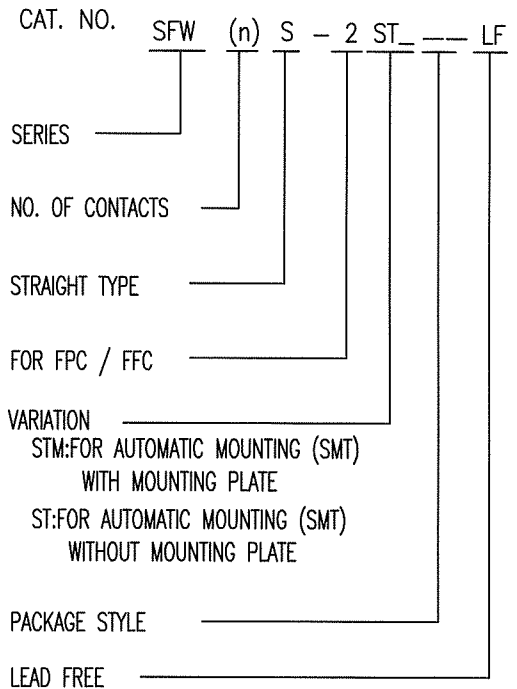 CAT. NO. SFW (n) S - 2 ST_ __ LF
SERIES
NO. OF CONTACTS
STRAIGHT TYPE
FOR FPC / FFC
VARIATION
STM:FOR AUTOMATIC MOUNTING (SMT)
WITH MOUNTING PLATE
ST:FOR AUTOMATIC MOUNTING (SMT)
WITHOUT MOUNTING PLATE
PACKAGE STYLE
LEAD FREE